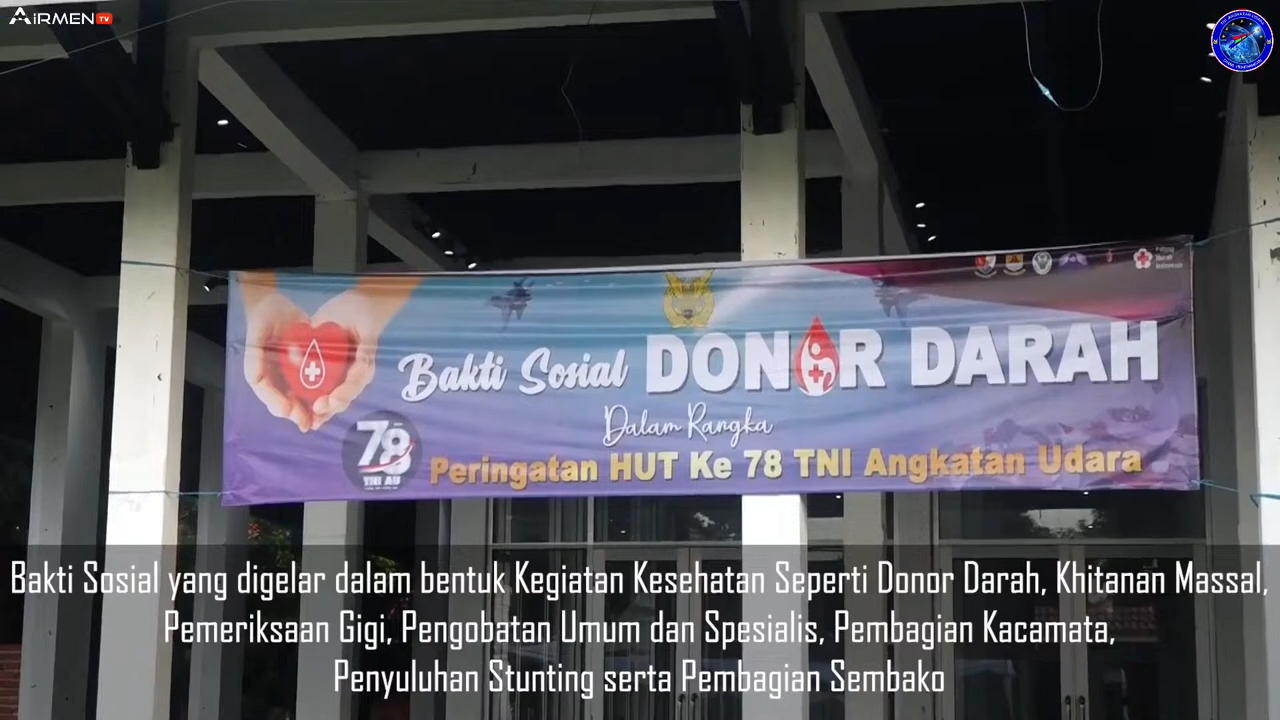 AIRMEN TV
Bakti Sosial DONOR DARAH
Dalam Rangka
78
TNI AU
Peringatan HUT Ke 78 TNI Angkatan Udara
Bakti Sosial yang digelar dalam bentuk Kegiatan Kesehatan Seperti Donor Darah, Khitanan Massal,
Pemeriksaan Gigi, Pengobatan Umum dan Spesialis, Pembagian Kacamata,
Penyuluhan Stunting serta Pembagian Sembako